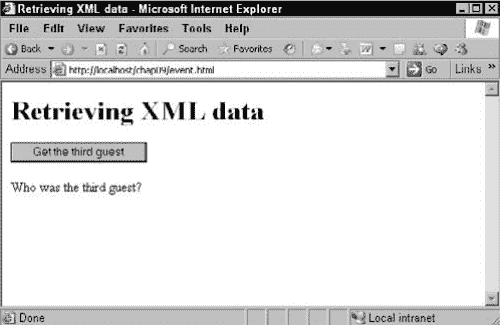 Retrieving XML data - Microsoft Internet Explorer
File Edit View Favorites Tools Help
Back Search Favorites
Address http://localhost/chap09/event.html Go Links »
Retrieving XML data
Get the third guest
Who was the third guest?
Done Local intranet